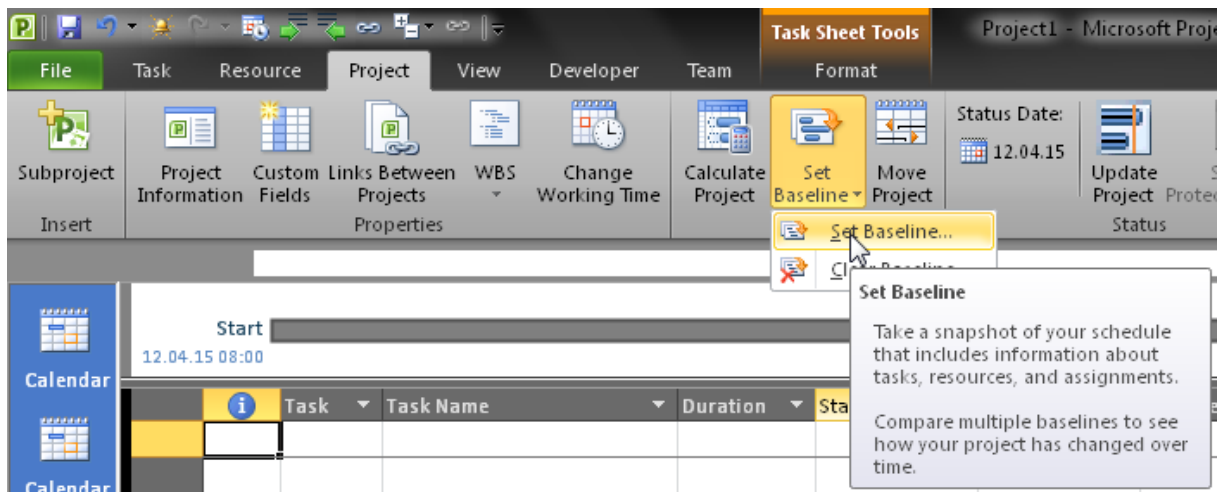 Task Sheet Tools Project1 - Microsoft Proje
File Task Resource Project View Developer Team Format
Subproject
Project Information
Custom Fields
Links Between Projects
WBS
Change Working Time
Calculate Project
Set Baseline
Move Project
Status Date:
12.04.15
Update Project
Insert Properties Status
Set Baseline...
Set Baseline
Take a snapshot of your schedule
that includes information about
tasks, resources, and assignments.
Compare multiple baselines to see
how your project has changed over
time.
Start
12.04.15 08:00
Calendar
Task Task Name Duration Sta
Calendar